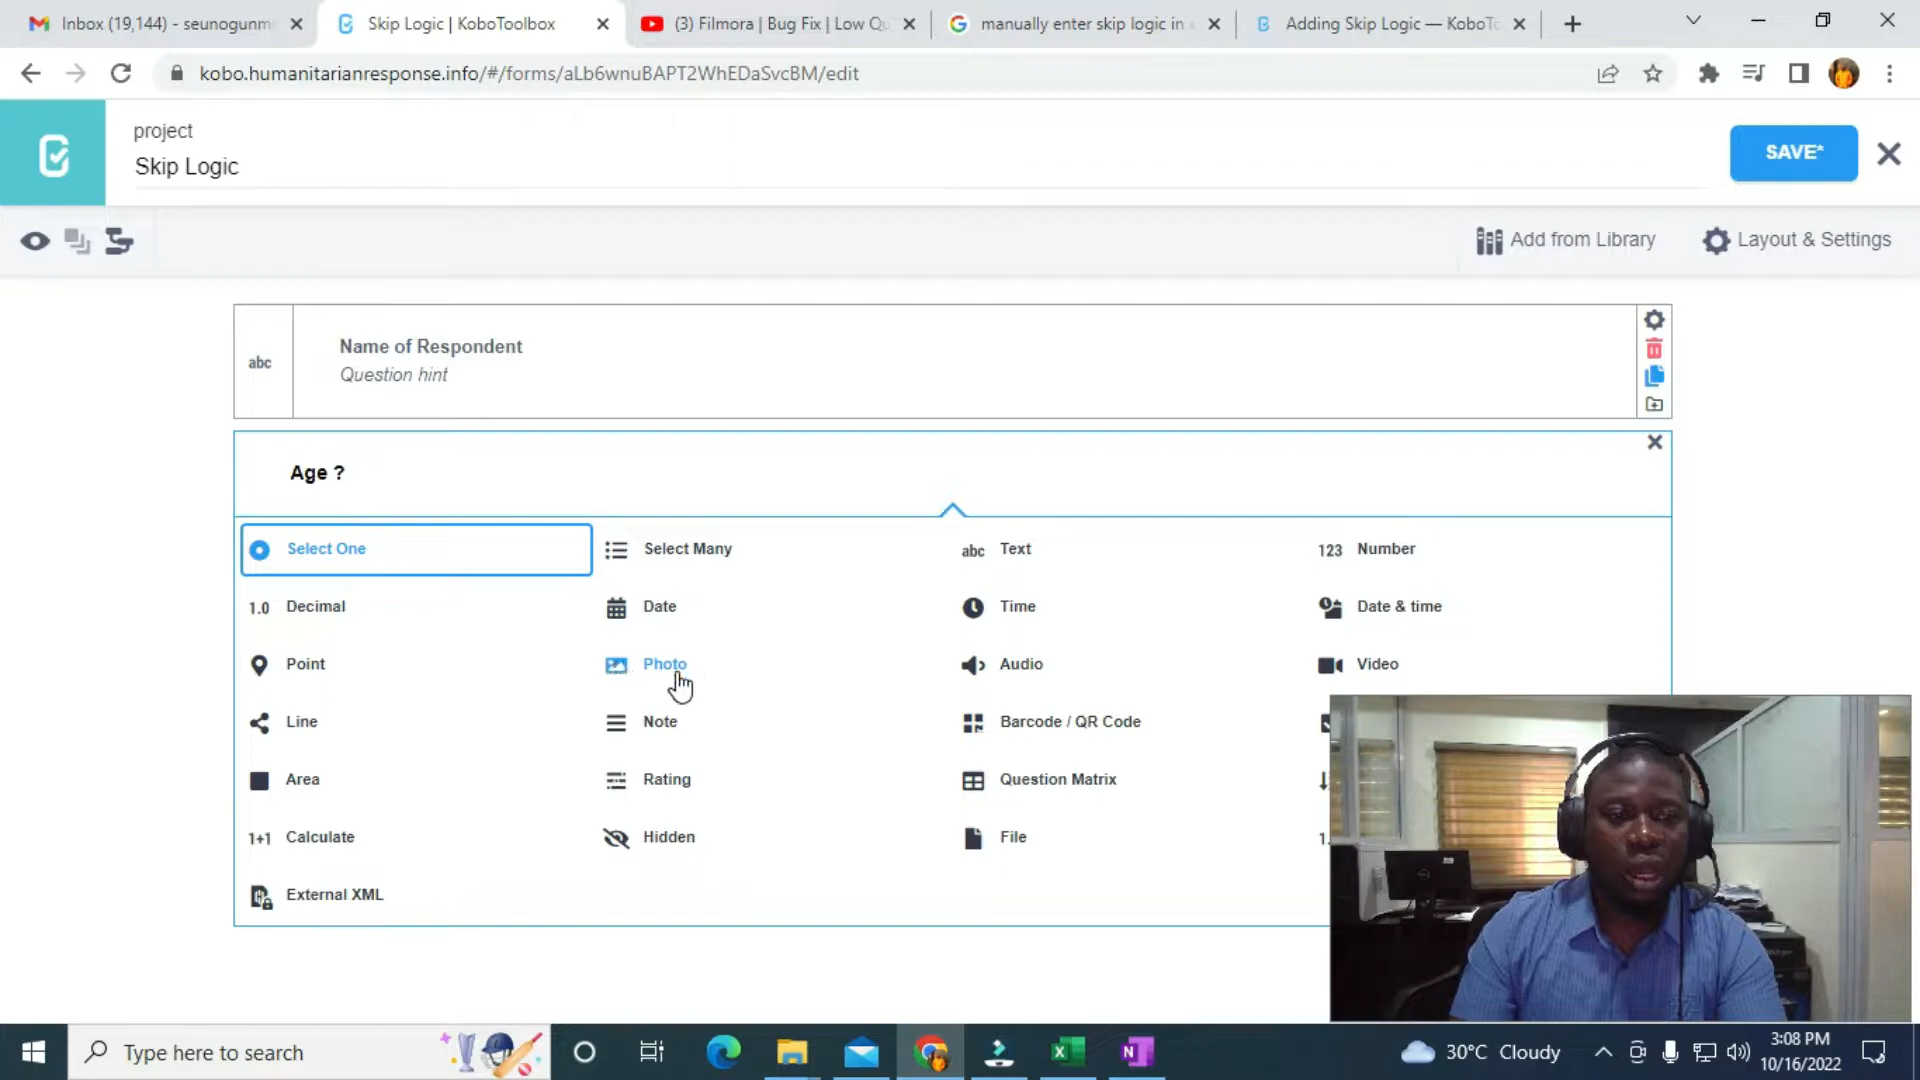 Inbox (19,144) - seunogunm
Skip Logic | KoboToolbox
(3) Filmora | Bug Fix | Low Qu
manually enter skip logic in
Adding Skip Logic — KoboTo
kobo.humanitarianresponse.info/#/forms/aLb6wnuBAPT2WhEDaSvcBM/edit
project
Skip Logic
SAVE*
Add from Library
Layout & Settings
abc
Name of Respondent
Question hint
Age ?
Select One
Select Many
abc Text
123 Number
1.0 Decimal
Date
Time
Date & time
Point
Photo
Audio
Video
Line
Note
Barcode / QR Code
Area
Rating
Question Matrix
1+1 Calculate
Hidden
File
1.
External XML
Type here to search
30°C Cloudy
3:08 PM
10/16/2022